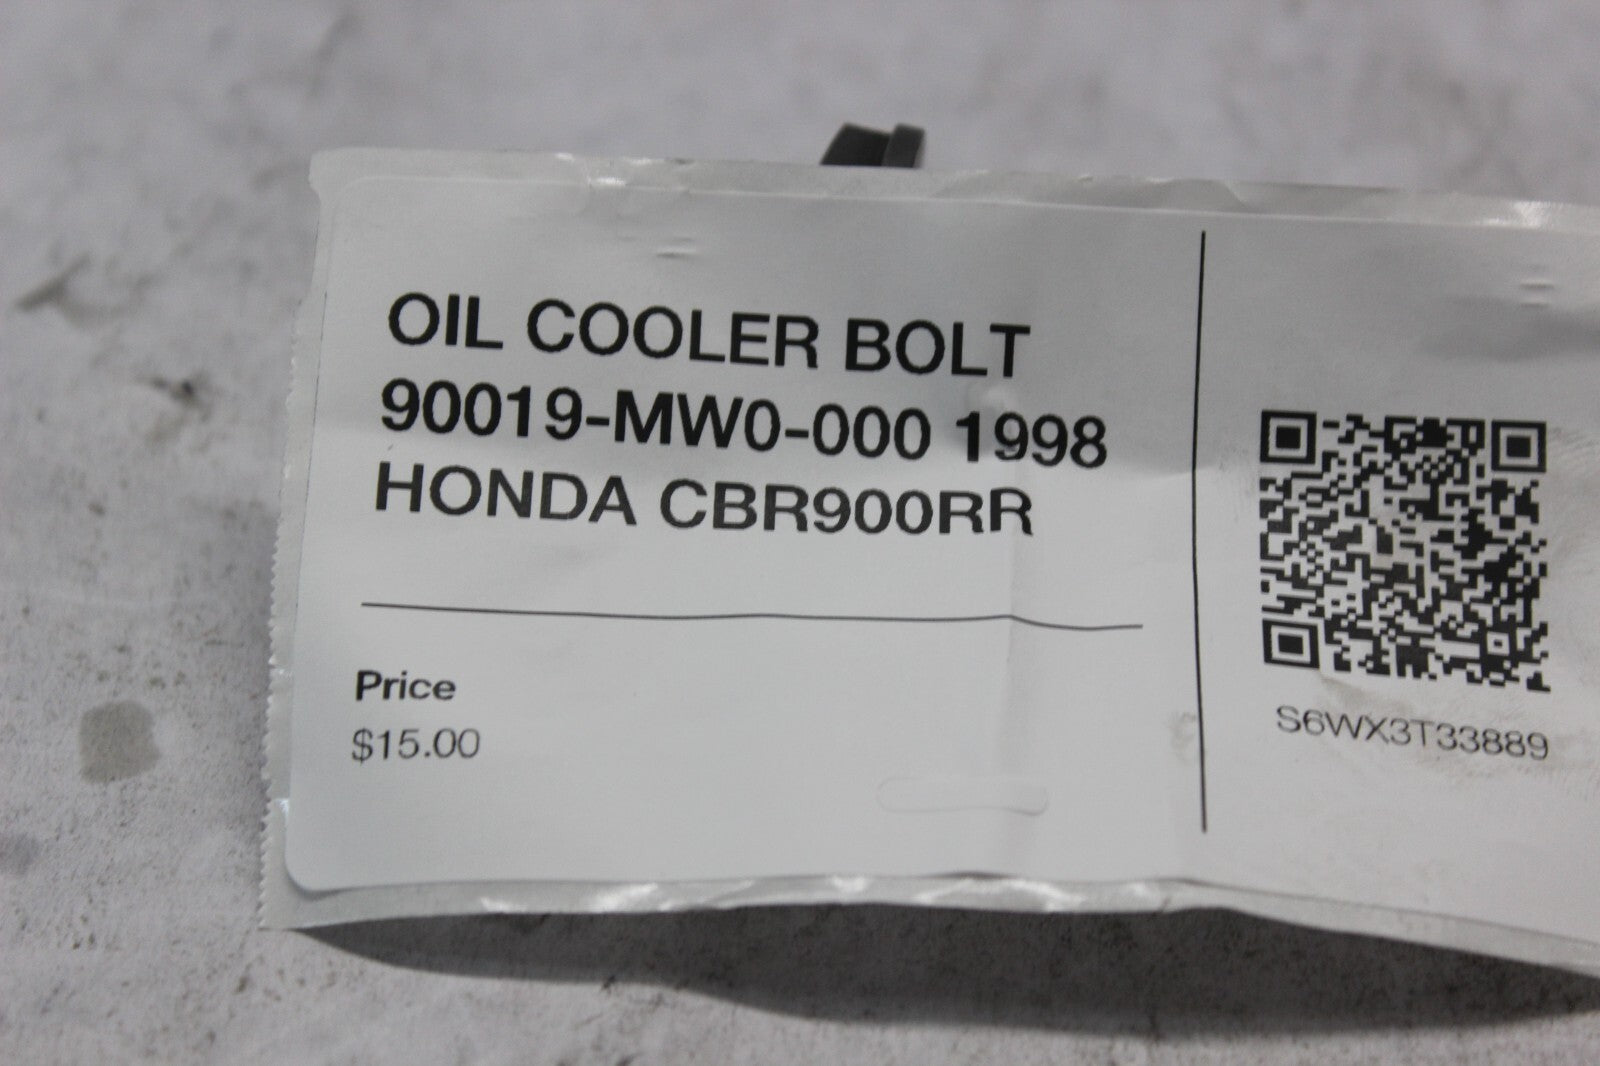 OIL COOLER BOLT
90019-MW0-000 1998
HONDA CBR900RR
Price
$15.00
S6WX3T33889